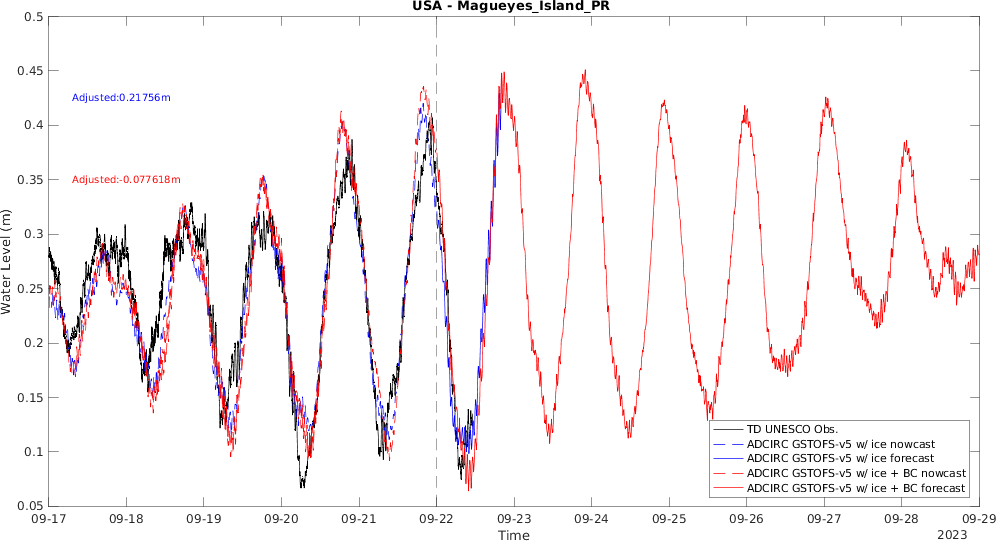 USA - Magueyes_Island_PR
0.5
0.45
0.4
0.35
0.3
0.25
0.2
0.15
0.1
0.05
Water Level (m)
Adjusted:0.21756m
Adjusted:-0.077618m
TD UNESCO Obs.
ADCIRC GSTOFS-v5 w/ ice nowcast
ADCIRC GSTOFS-v5 w/ ice forecast
ADCIRC GSTOFS-v5 w/ ice + BC nowcast
ADCIRC GSTOFS-v5 w/ ice + BC forecast
09-17 09-18 09-19 09-20 09-21 09-22 09-23 09-24 09-25 09-26 09-27 09-28 09-29
Time
2023